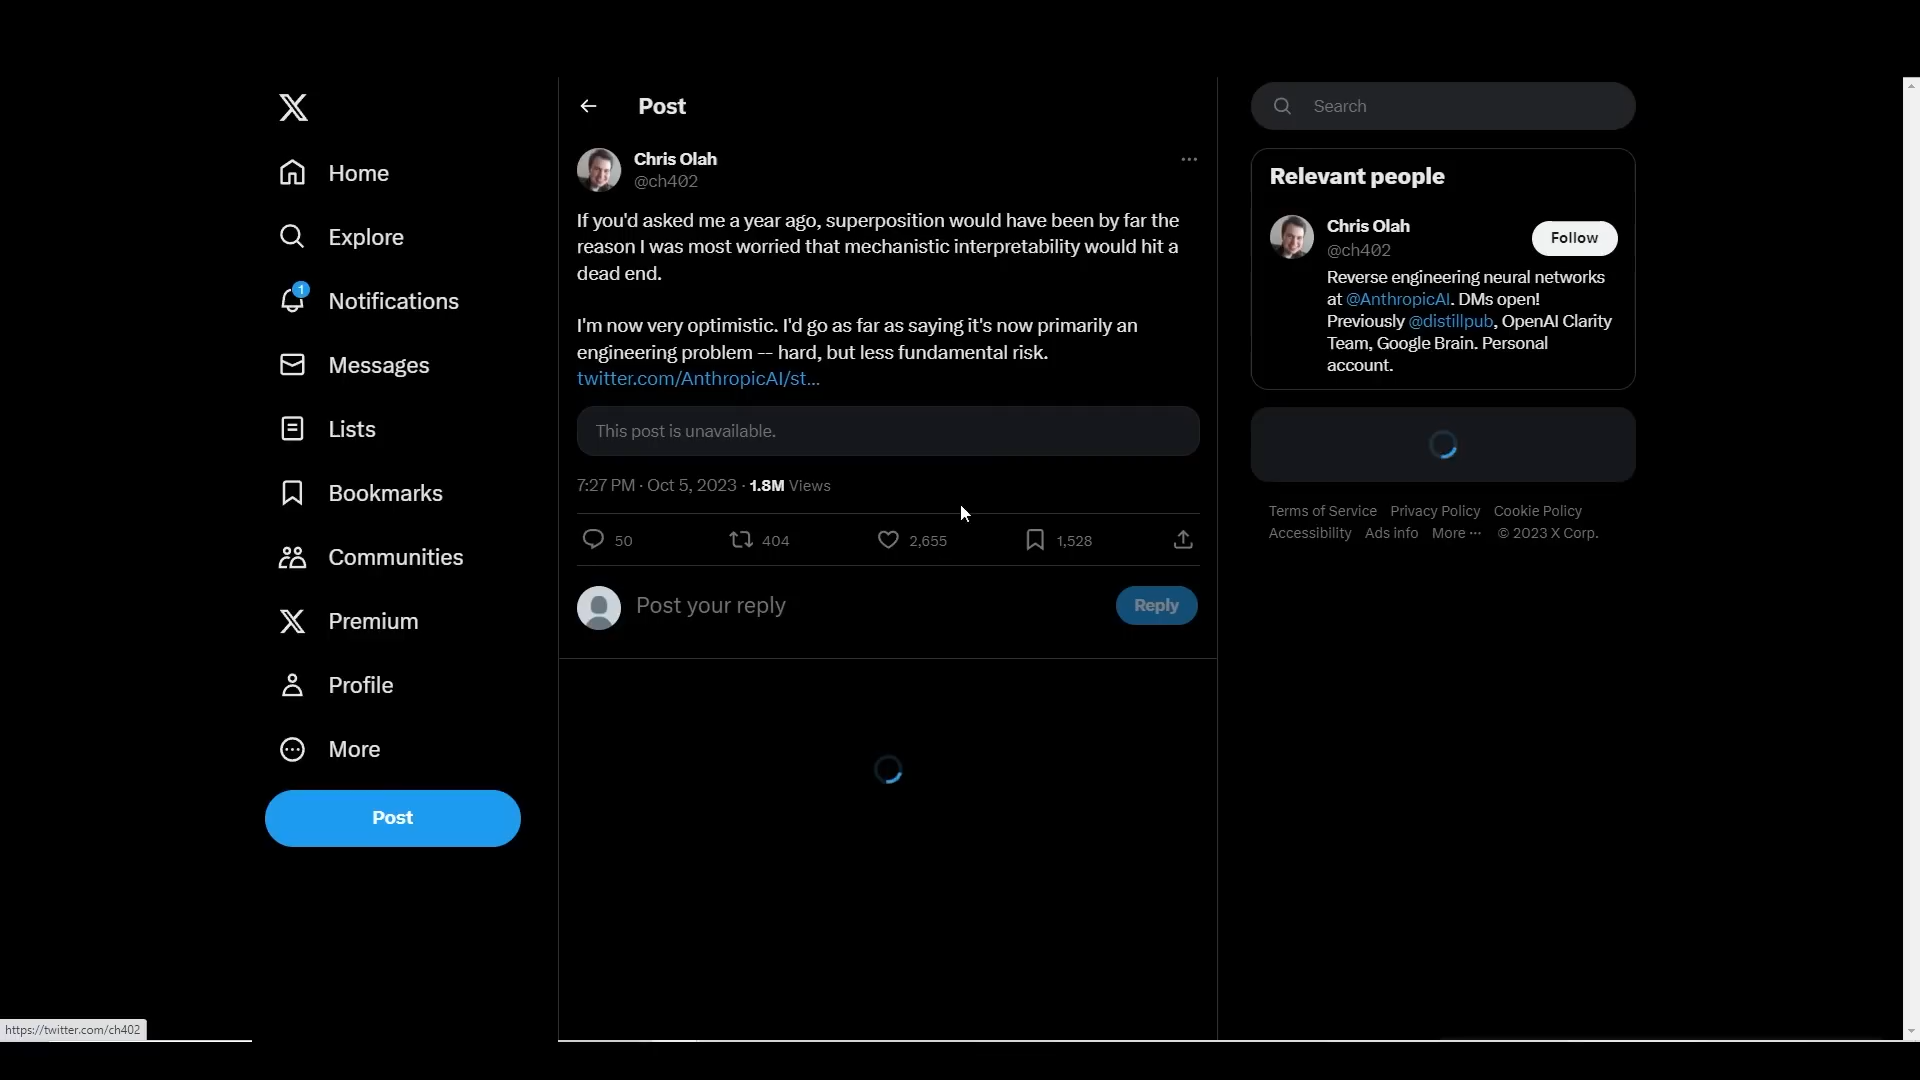 Post
Search
Chris Olah
@ch402
Relevant people
Home
If you'd asked me a year ago, superposition would have been by far the
reason I was most worried that mechanistic interpretability would hit a
dead end.
Chris Olah
@ch402
Follow
Explore
Reverse engineering neural networks
at @AnthropicAI. DMs open!
Previously @distillpub, OpenAI Clarity
Team, Google Brain. Personal
account.
1
Notifications
I'm now very optimistic. I'd go as far as saying it's now primarily an
engineering problem -- hard, but less fundamental risk.
twitter.com/AnthropicAI/st...
Messages
Lists
This post is unavailable.
Bookmarks
7:27 PM · Oct 5, 2023 · 1.8M Views
Terms of Service Privacy Policy Cookie Policy
Accessibility Ads info More ··· © 2023 X Corp.
50 404 2,655 1,528
Communities
Post your reply
Reply
Premium
Profile
More
Post
https://twitter.com/ch402